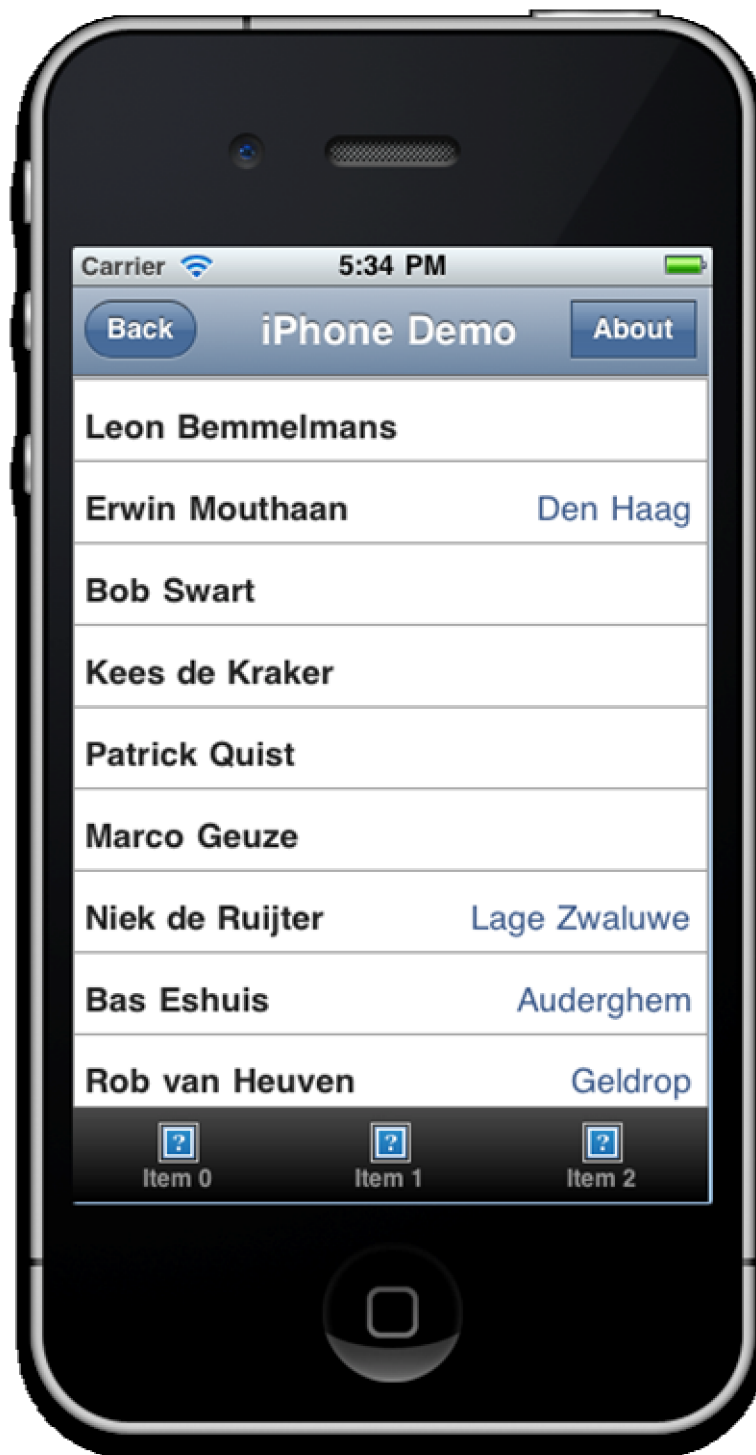 Carrier 5:34 PM
Back iPhone Demo About
Leon Bemmelmans
Erwin Mouthaan Den Haag
Bob Swart
Kees de Kraker
Patrick Quist
Marco Geuze
Niek de Ruijter Lage Zwaluwe
Bas Eshuis Auderghem
Rob van Heuven Geldrop
? ? ?
Item 0 Item 1 Item 2